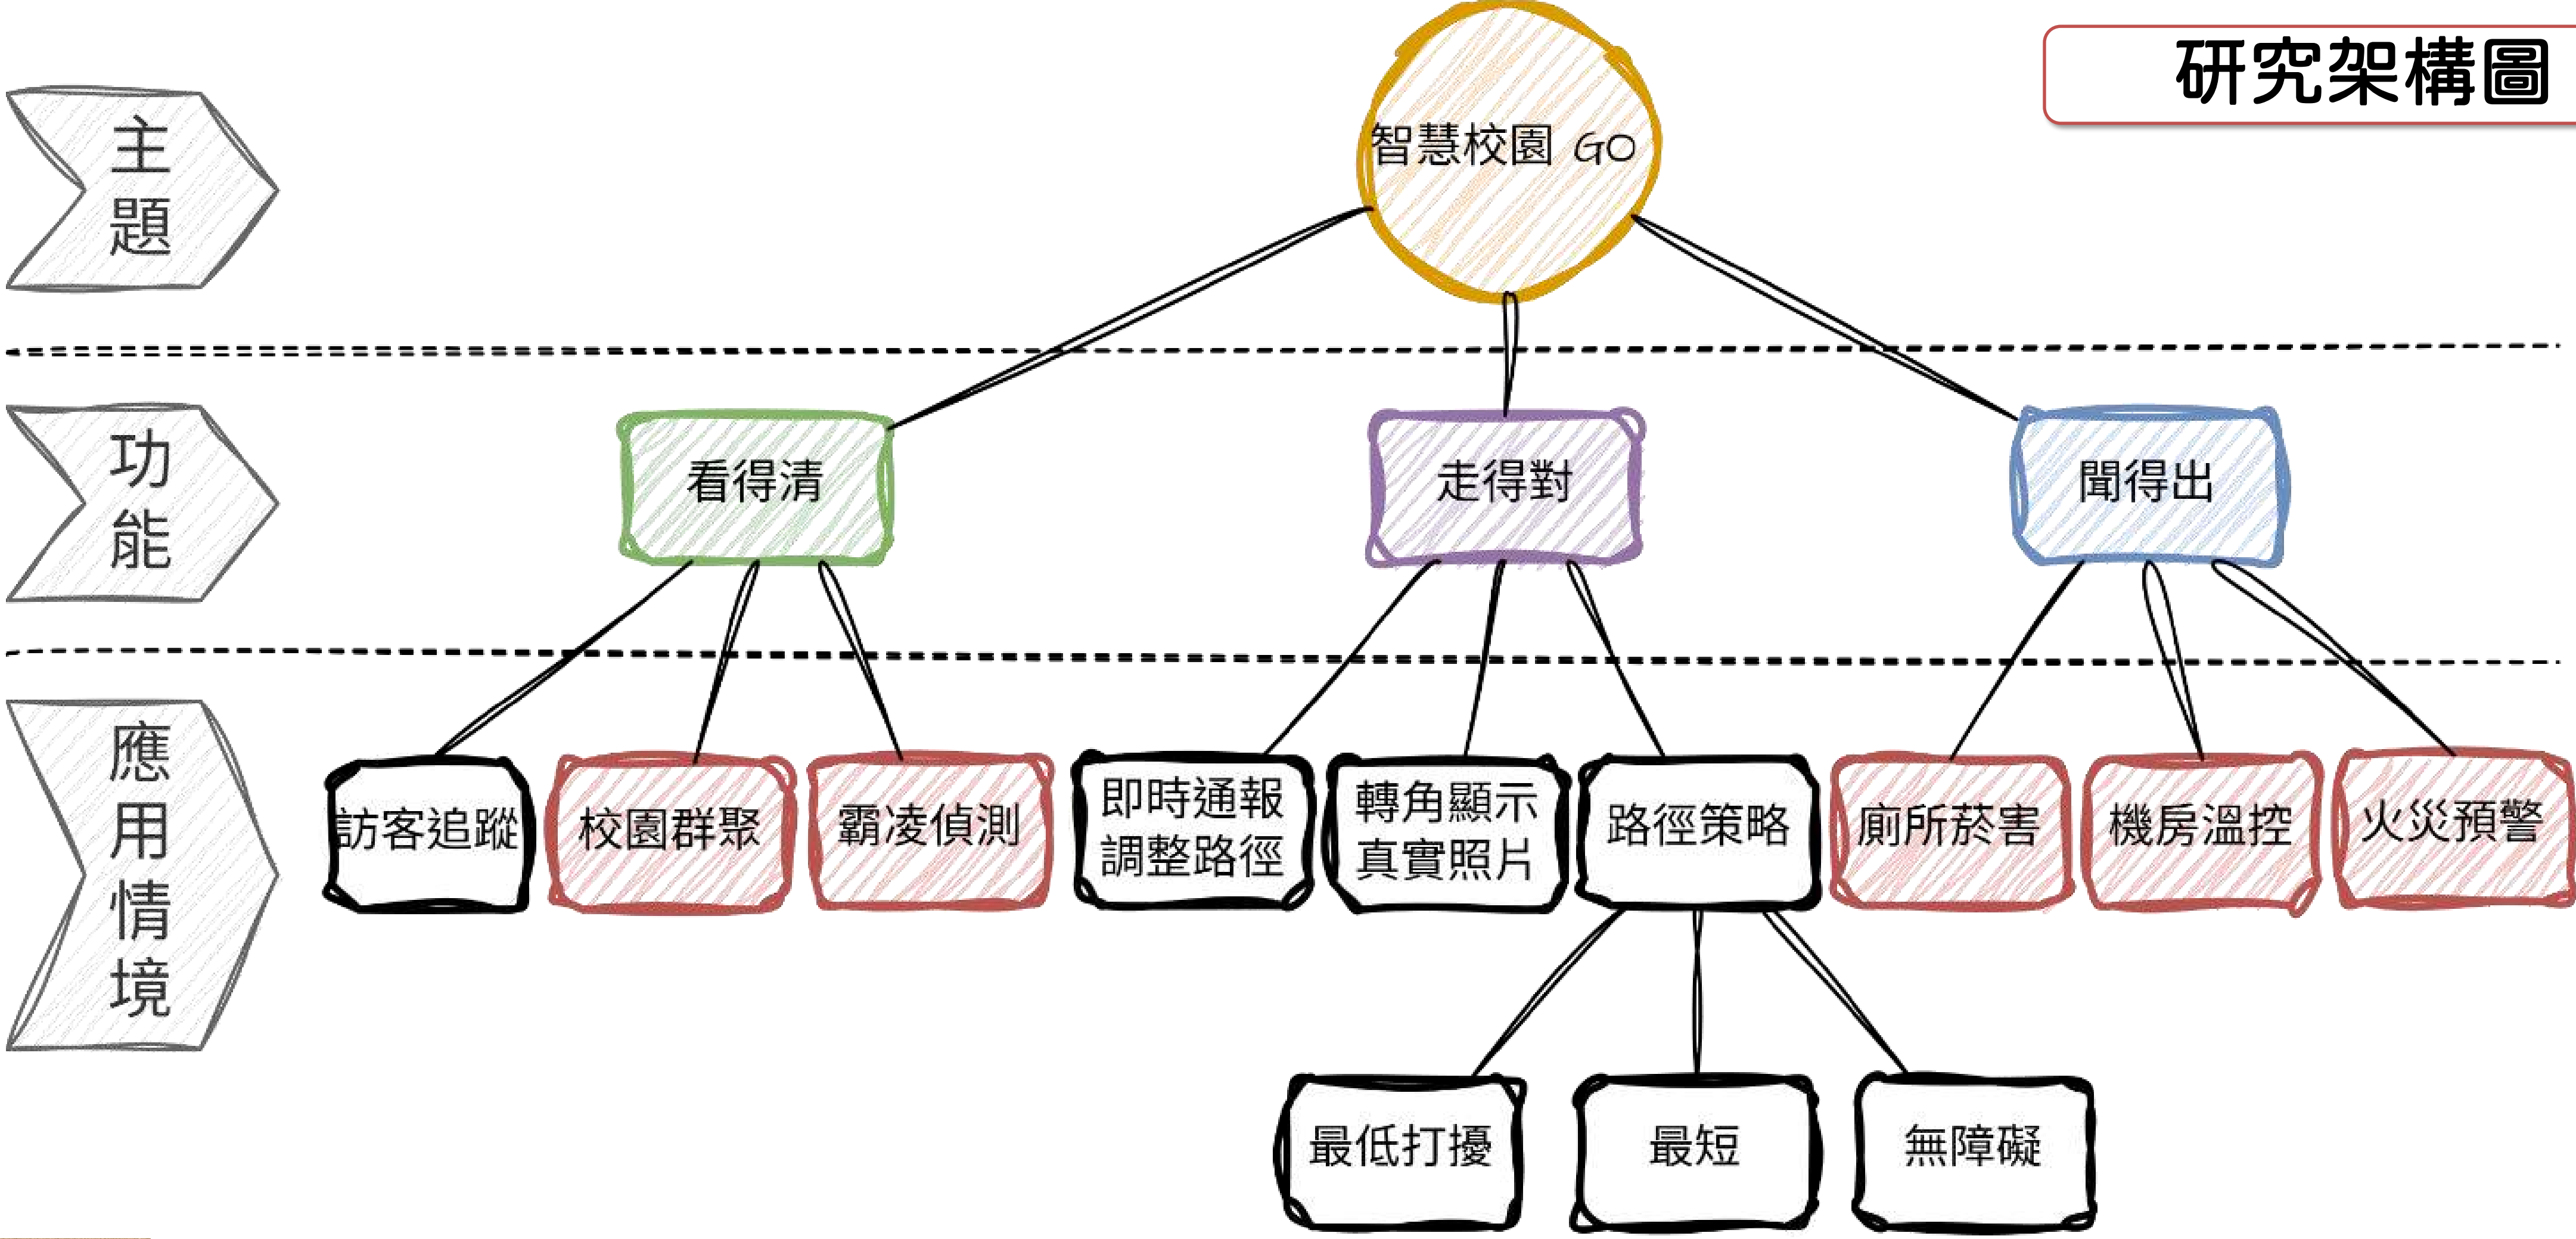 研究架構圖
主題
智慧校園 GO
功能
看得清
走得對
聞得出
應用情境
訪客追蹤
校園群聚
霸凌偵測
即時通報
調整路徑
轉角顯示
真實照片
路徑策略
廁所菸害
機房溫控
火災預警
最低打擾
最短
無障礙